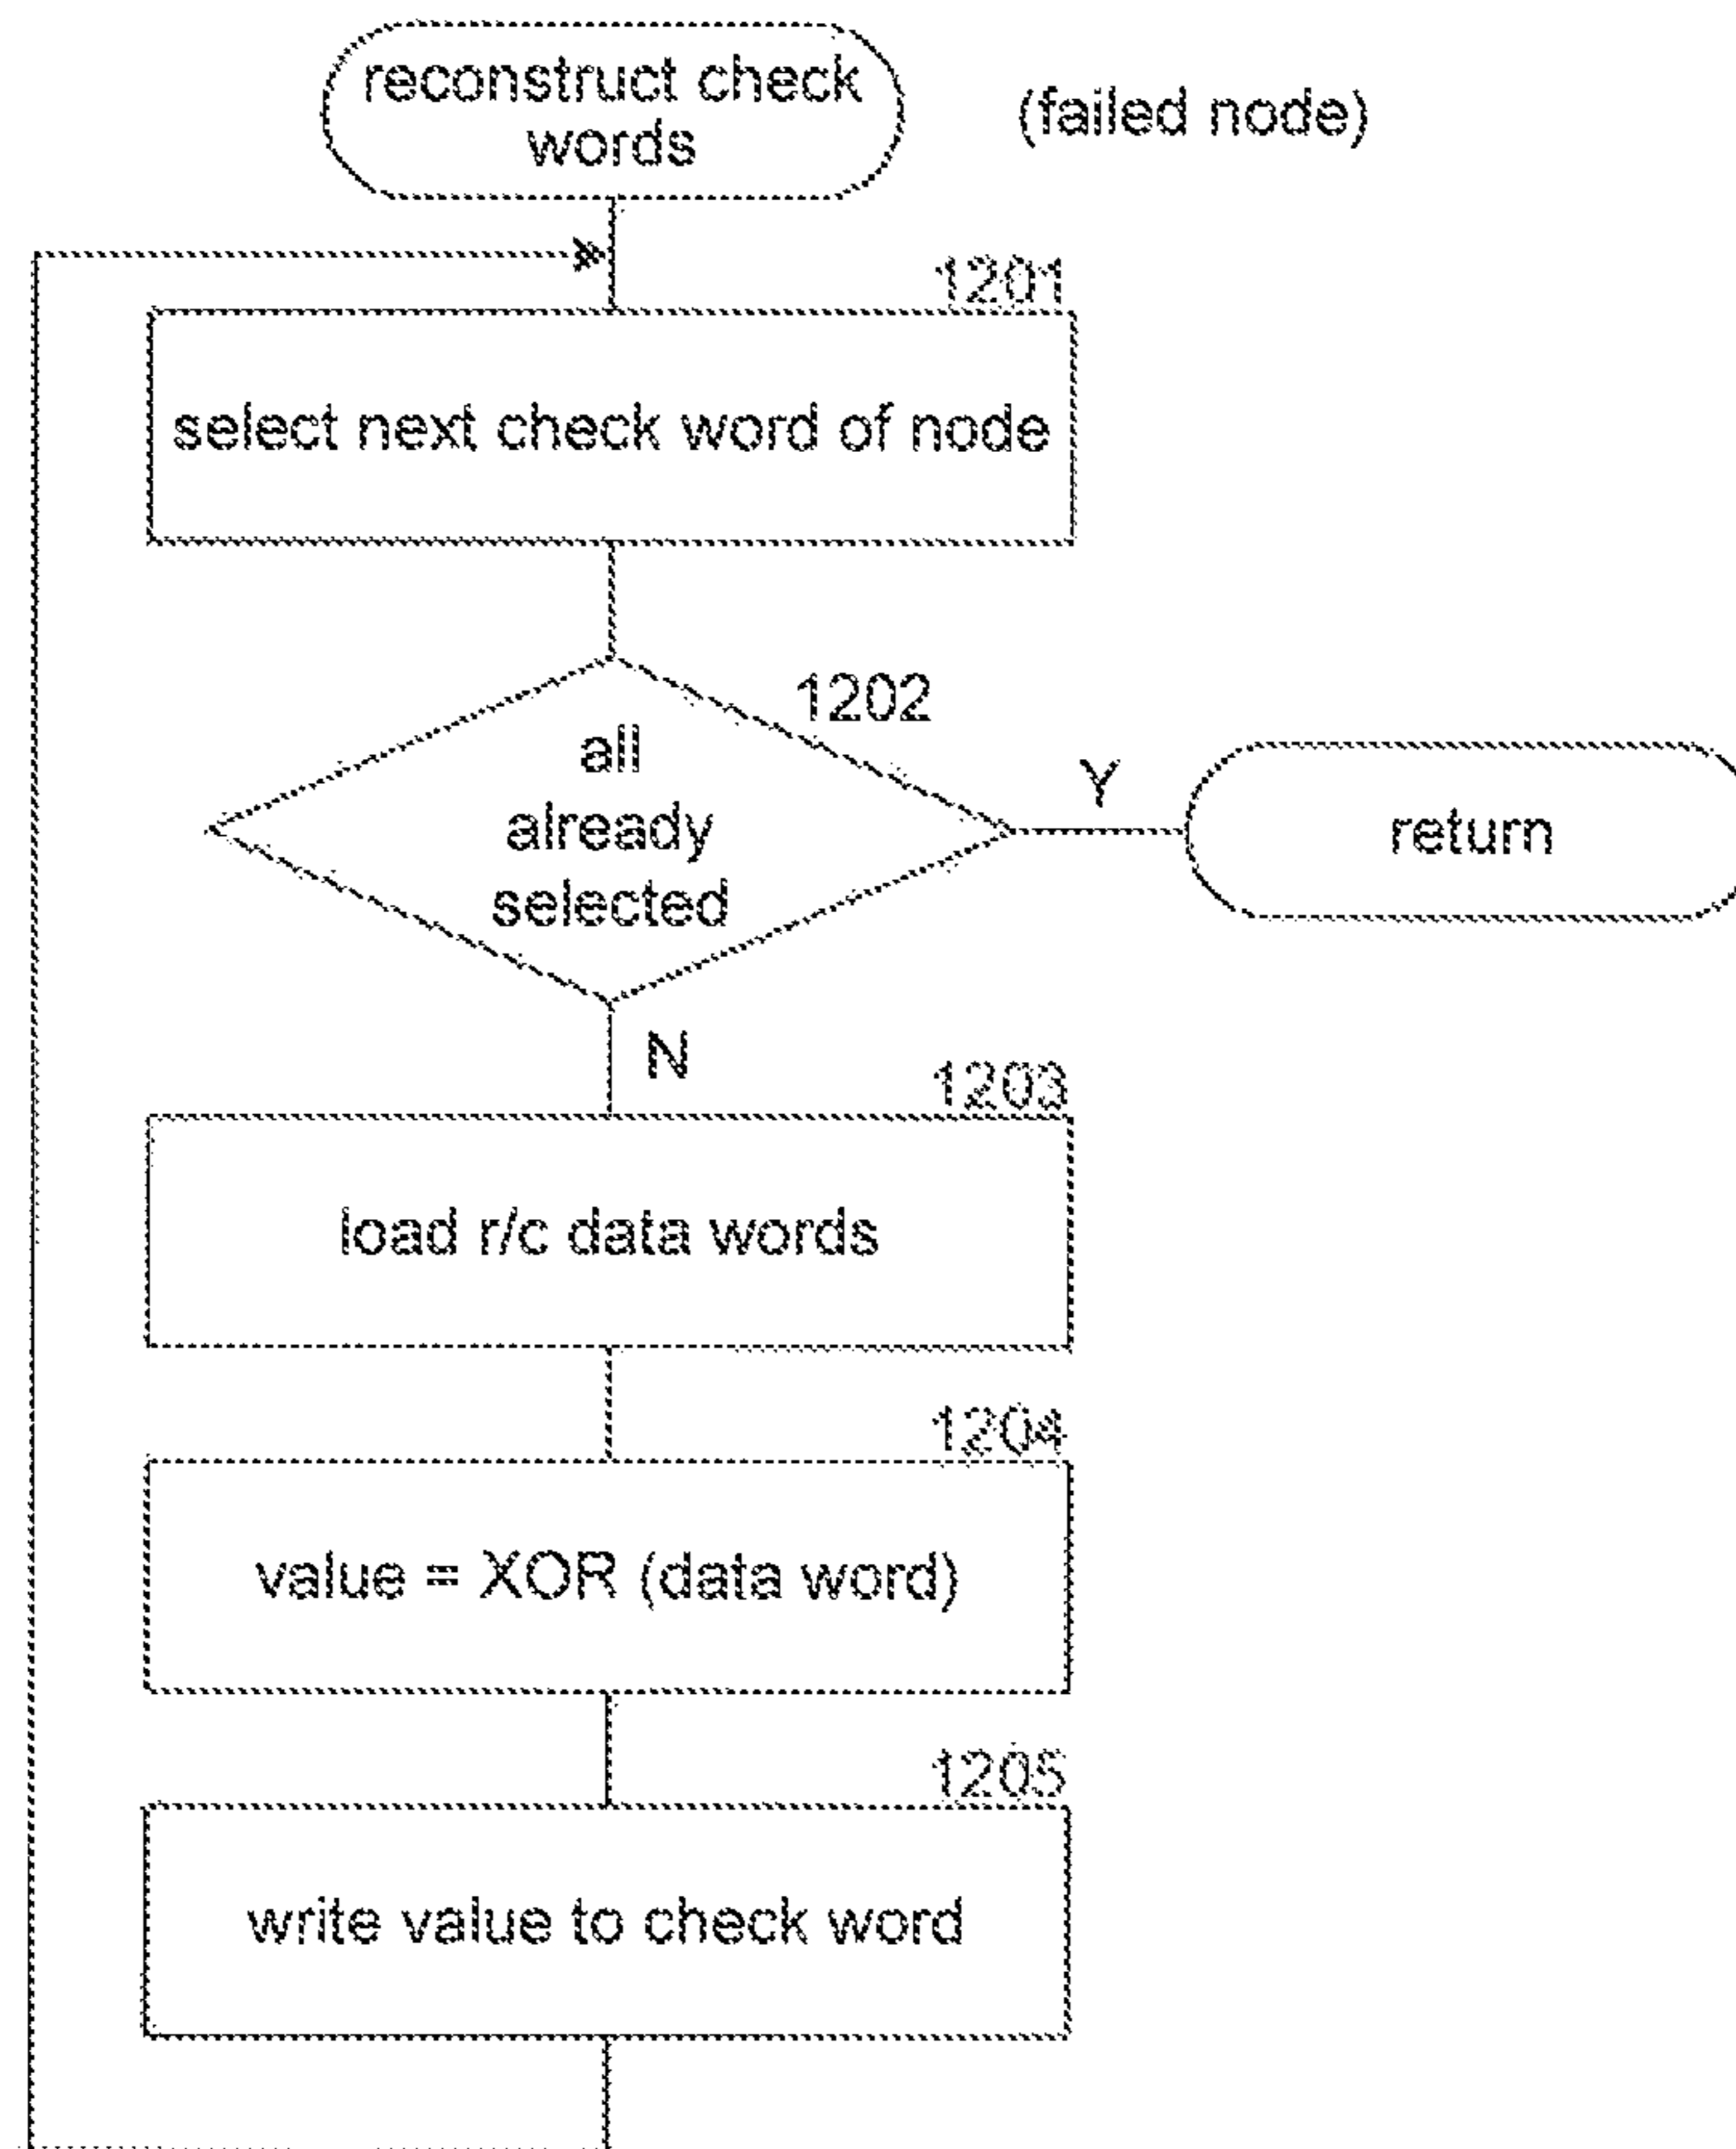 reconstruct check
words
(failed node)
1201
select next check word of node
1202
all
already
selected
Y
return
N
1203
load r/c data words
1204
value = XOR (data word)
1205
write value to check word